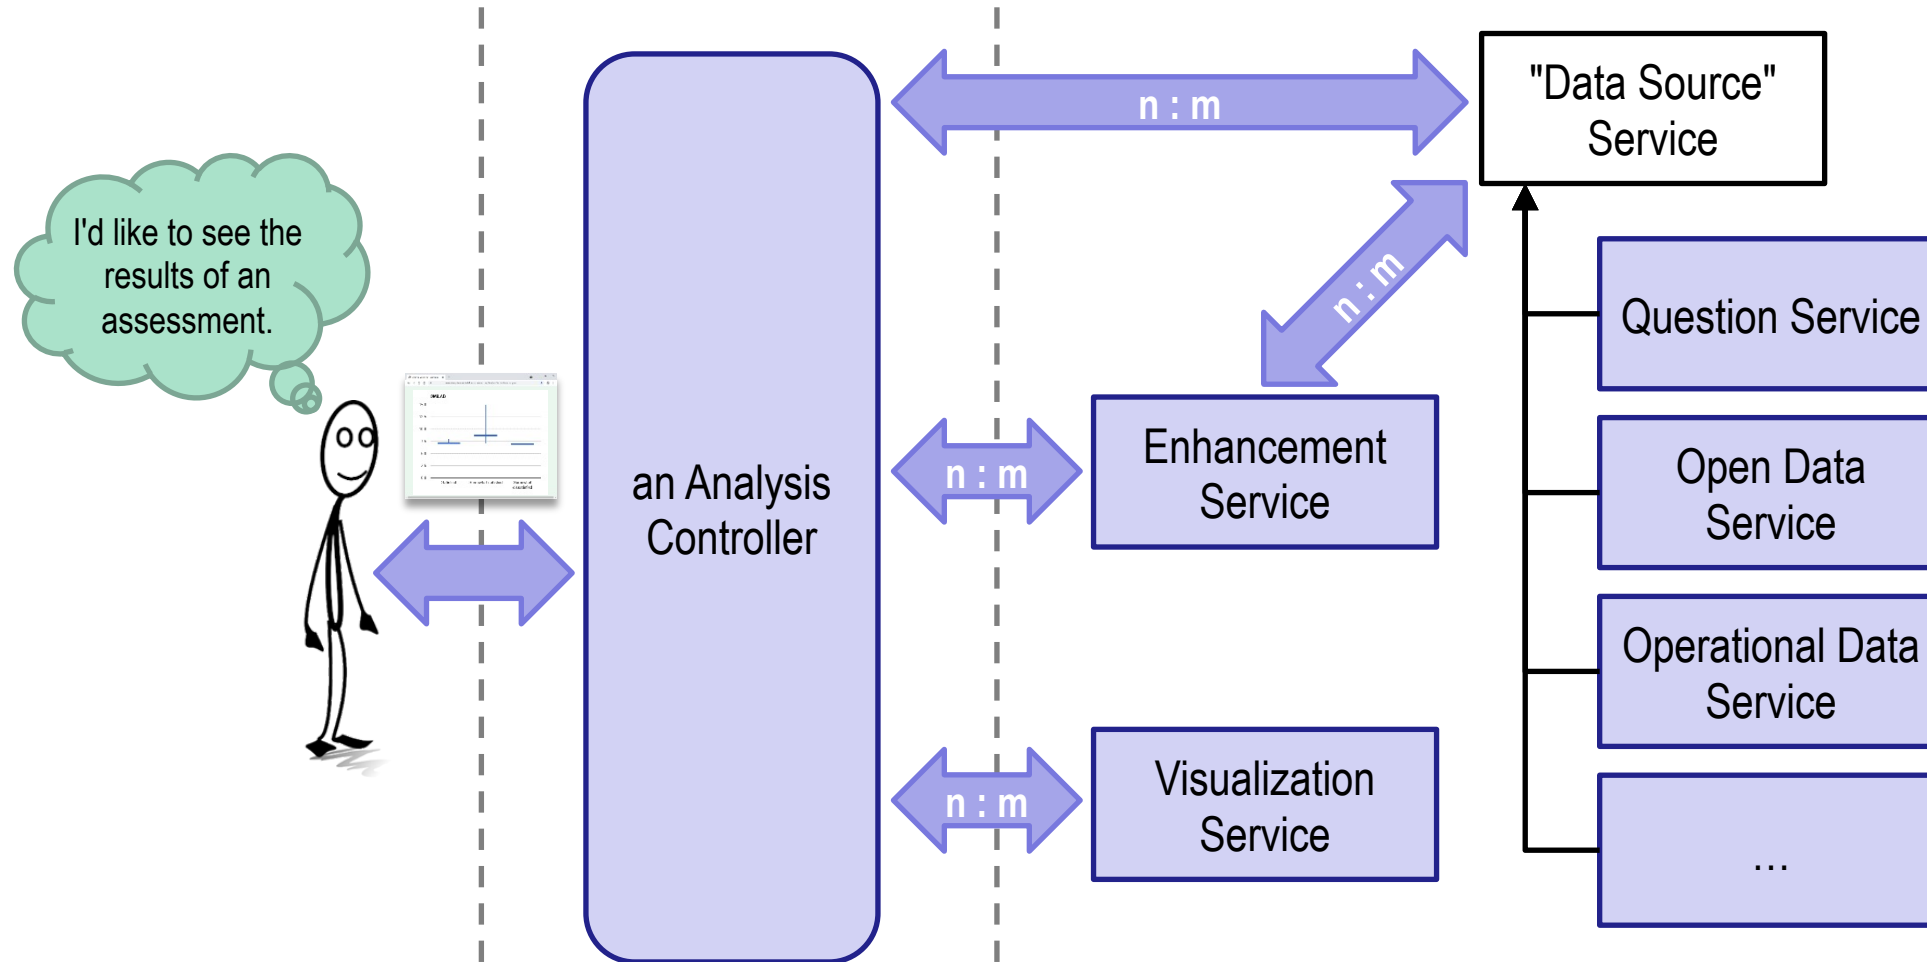 I'd like to see the
results of an
assessment.
an Analysis
Controller
n : m
"Data Source"
Service
n : m
n : m
Enhancement
Service
n : m
Visualization
Service
Question Service
Open Data
Service
Operational Data
Service
...